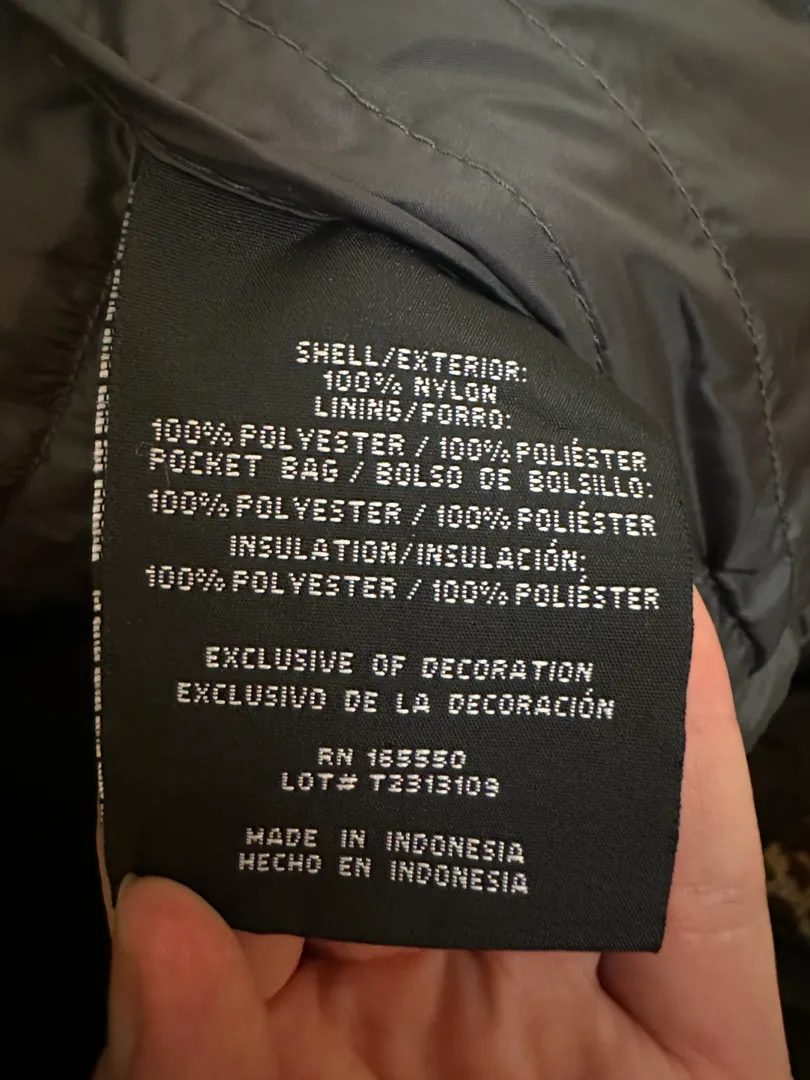 SHELL/EXTERIOR:
100% NYLON
LINING/FORRO:
100% POLYESTER / 100% POLIÉSTER
POCKET BAG / BOLSO DE BOLSILLO:
100% POLYESTER / 100% POLIÉSTER
INSULATION/INSULACIÓN:
100% POLYESTER / 100% POLIÉSTER
EXCLUSIVE OF DECORATION
EXCLUSIVO DE LA DECORACIÓN
RN 165550
LOT# T2313109
MADE IN INDONESIA
HECHO EN INDONESIA